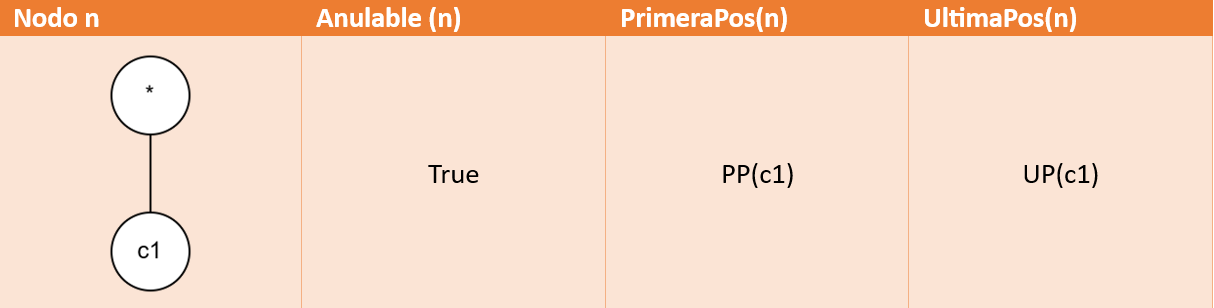 Nodo n Anulable (n) PrimeraPos(n) UltimaPos(n)
*
True PP(c1) UP(c1)
c1